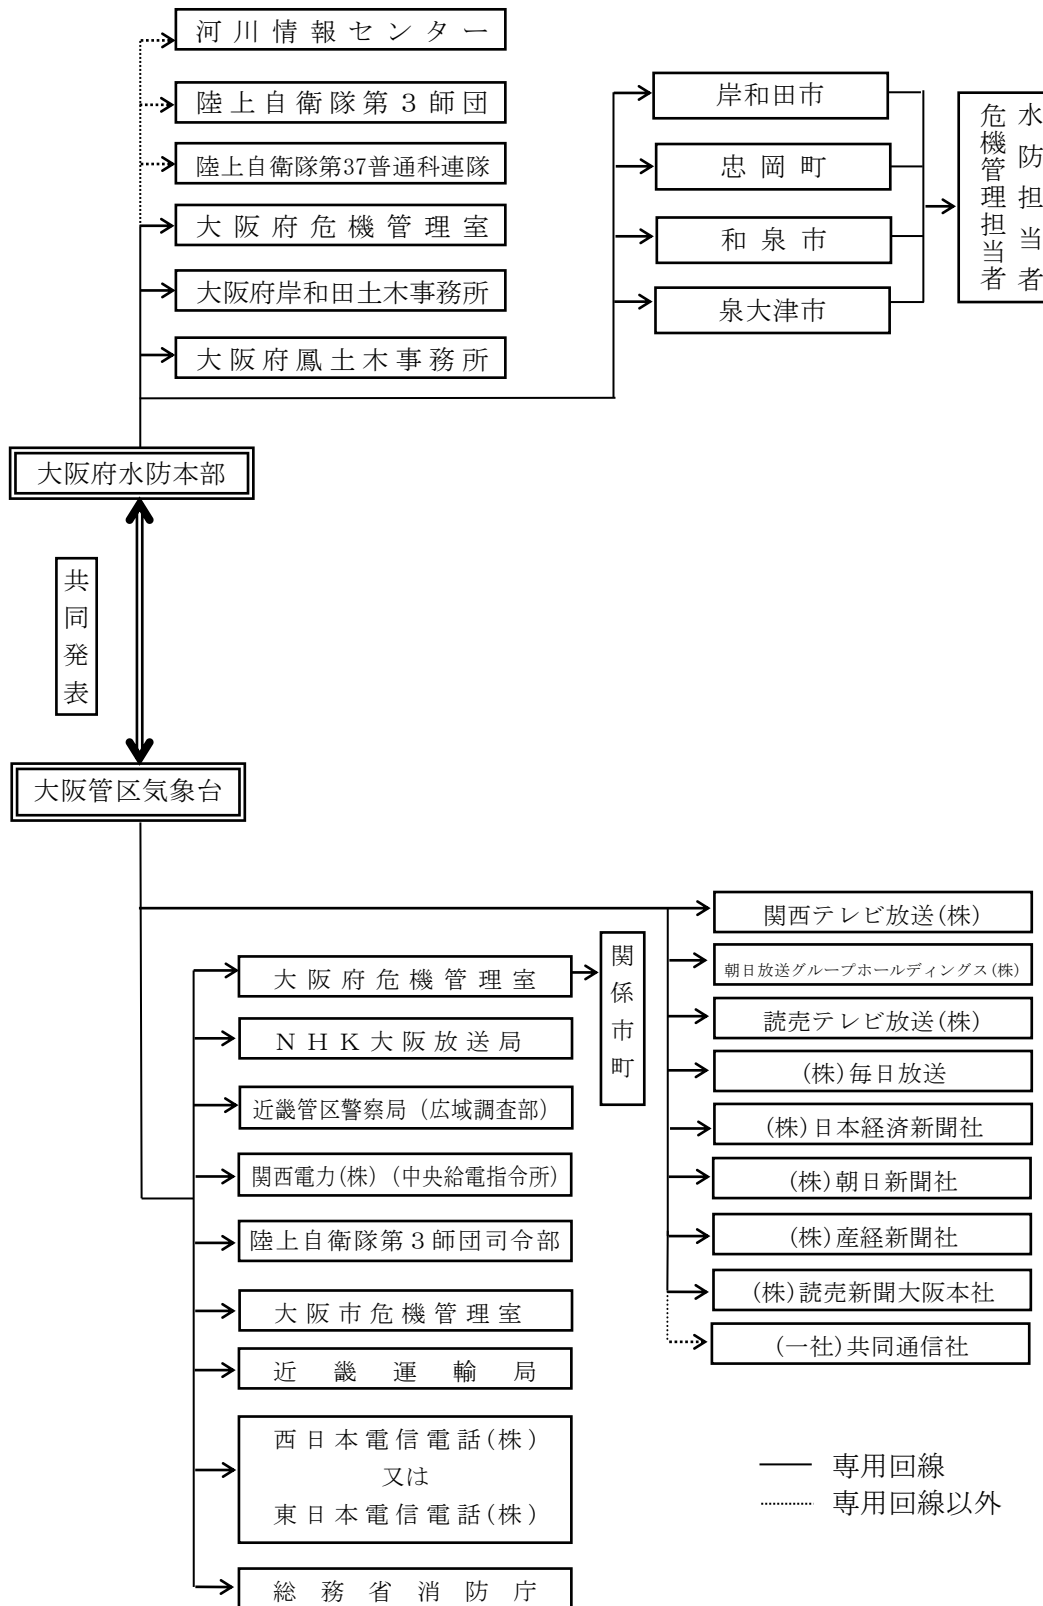 河川情報センター
陸上自衛隊第３師団
陸上自衛隊第37普通科連隊
大阪府危機管理室
大阪府岸和田土木事務所
大阪府鳳土木事務所
岸和田市
忠岡町
和泉市
泉大津市
水防担当者
危機管理担当者
大阪府水防本部
共同発表
大阪管区気象台
大阪府危機管理室
関係市町
ＮＨＫ大阪放送局
近畿管区警察局（広域調査部）
関西電力(株)（中央給電指令所）
陸上自衛隊第３師団司令部
大阪市危機管理室
近畿運輸局
西日本電信電話(株)
又は
東日本電信電話(株)
総務省消防庁
関西テレビ放送(株)
朝日放送グループホールディングス(株)
読売テレビ放送(株)
(株)毎日放送
(株)日本経済新聞社
(株)朝日新聞社
(株)産経新聞社
(株)読売新聞大阪本社
(一社)共同通信社
専用回線
専用回線以外